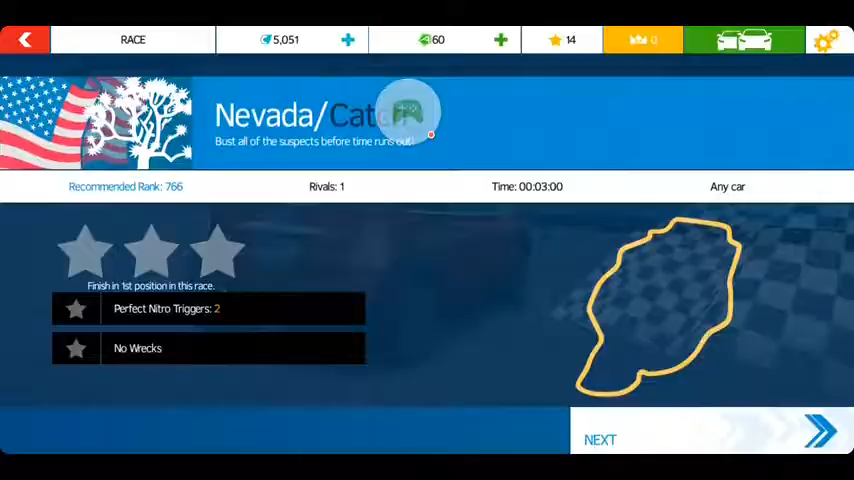 RACE 5,051 60 14 0
Nevada/Catch
Bust all of the suspects before time runs out!
Recommended Rank: 766 Rivals: 1 Time: 00:03:00 Any car
Finish in 1st position in this race.
Perfect Nitro Triggers: 2
No Wrecks
NEXT